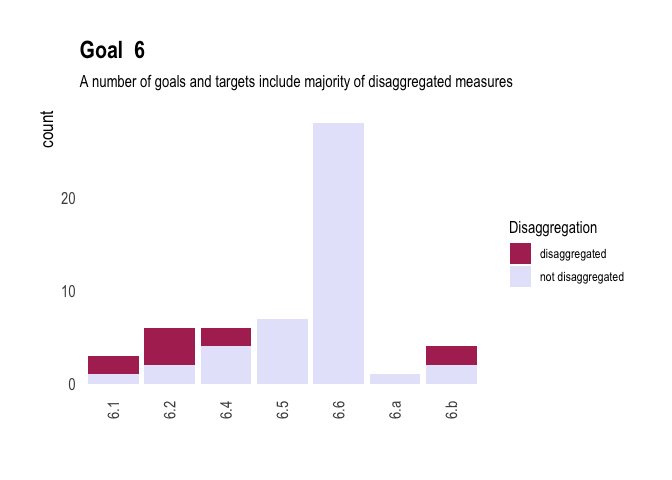 Goal  6
A number of goals and targets include majority of disaggregated measures
count
20
10
0
6.1
6.2
6.4
6.5
6.6
6.a
6.b
Disaggregation
disaggregated
not disaggregated